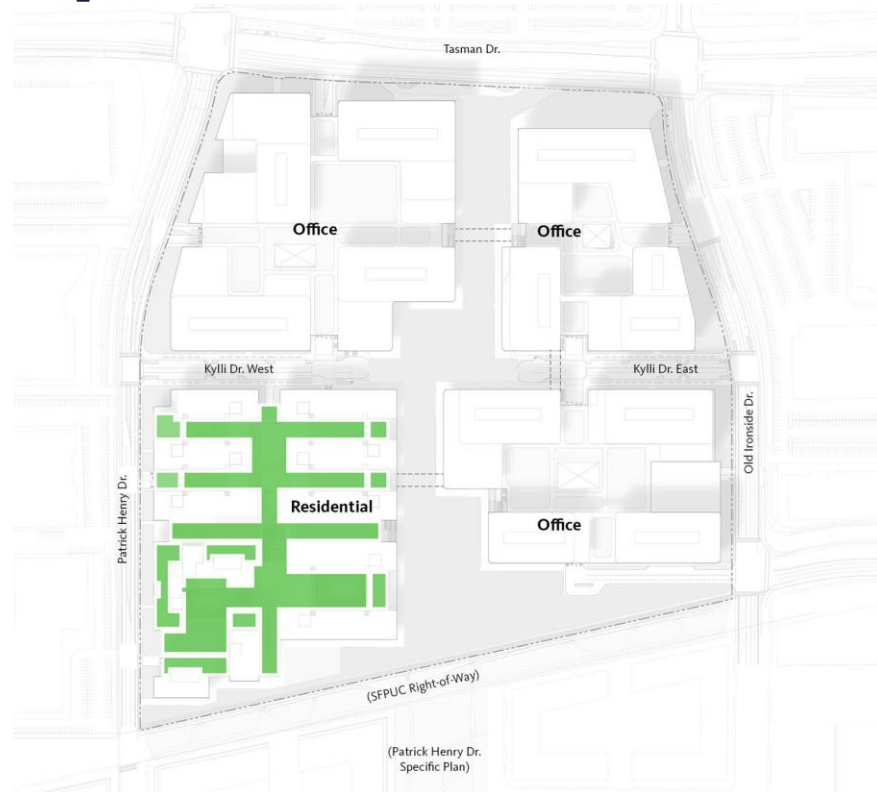 Tasman Dr.
Office
Office
Kylli Dr. West
Kylli Dr. East
Old Ironside Dr.
Patrick Henry Dr.
Residential
Office
(SFPUC Right-of-Way)
(Patrick Henry Dr.
Specific Plan)